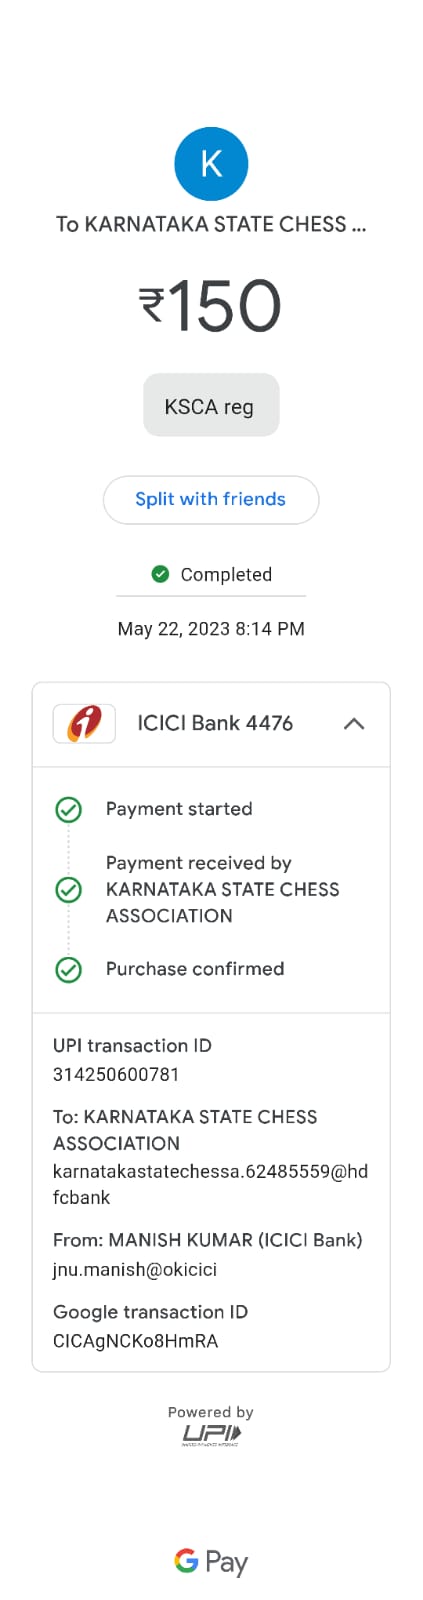 K
To KARNATAKA STATE CHESS ...
₹150
KSCA reg
Split with friends
Completed
May 22, 2023 8:14 PM
ICICI Bank 4476
Payment started
Payment received by
KARNATAKA STATE CHESS
ASSOCIATION
Purchase confirmed
UPI transaction ID
314250600781
To: KARNATAKA STATE CHESS
ASSOCIATION
karnatakastatechessa.62485559@hd
fcbank
From: MANISH KUMAR (ICICI Bank)
jnu.manish@okicici
Google transaction ID
CICAgNCKo8HmRA
Powered by
UPI
G Pay